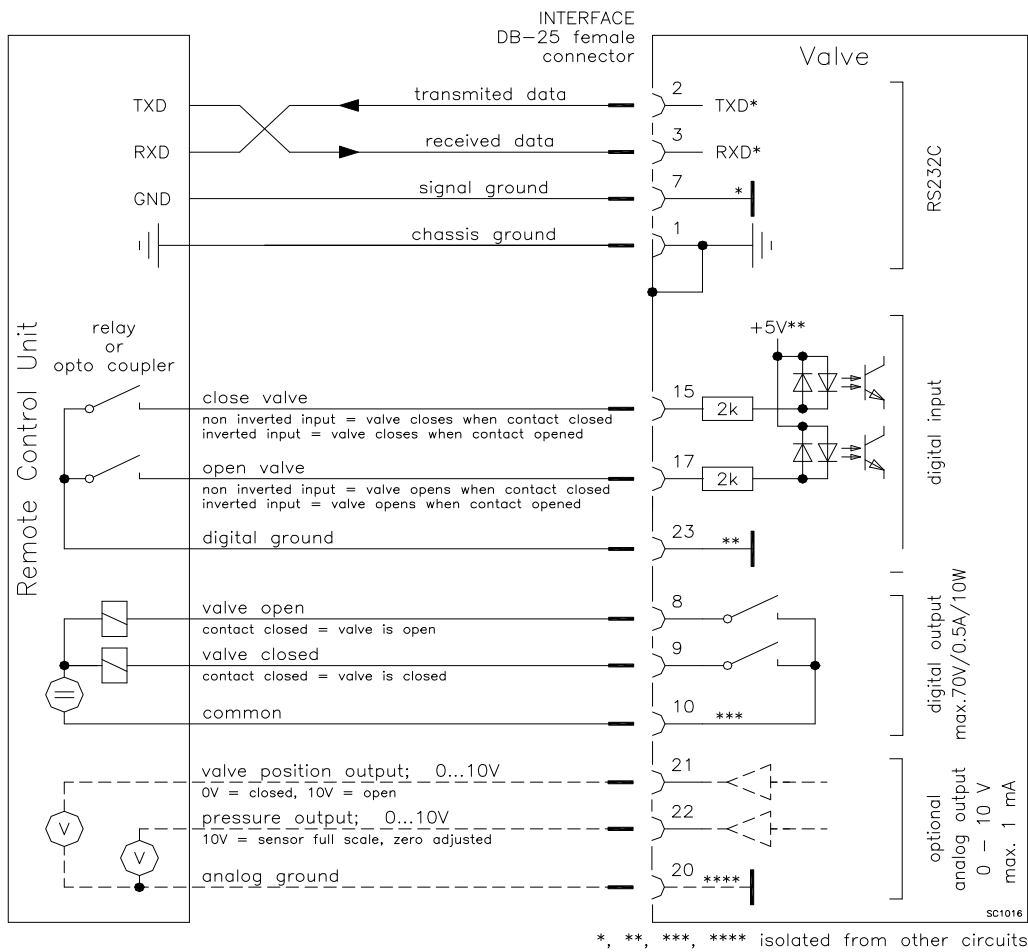 INTERFACE
DB-25 female
connector
Valve
TXD
transmited data
2
TXD*
RXD
received data
3
RXD*
GND
signal ground
7
*
chassis ground
1
RS232C
Remote Control Unit
relay
or
opto coupler
+5V**
close valve
15
2k
non inverted input = valve closes when contact closed
inverted input = valve closes when contact opened
open valve
17
2k
non inverted input = valve opens when contact closed
inverted input = valve opens when contact opened
digital ground
23
**
digital input
valve open
8
contact closed = valve is open
valve closed
9
contact closed = valve is closed
common
10
***
digital output
max.70V/0.5A/10W
valve position output; 0...10V
21
0V = closed, 10V = open
V
pressure output; 0...10V
22
10V = sensor full scale, zero adjusted
V
analog ground
20
****
optional
analog output
0 - 10 V
max. 1 mA
SC1016
*, **, ***, **** isolated from other circuits